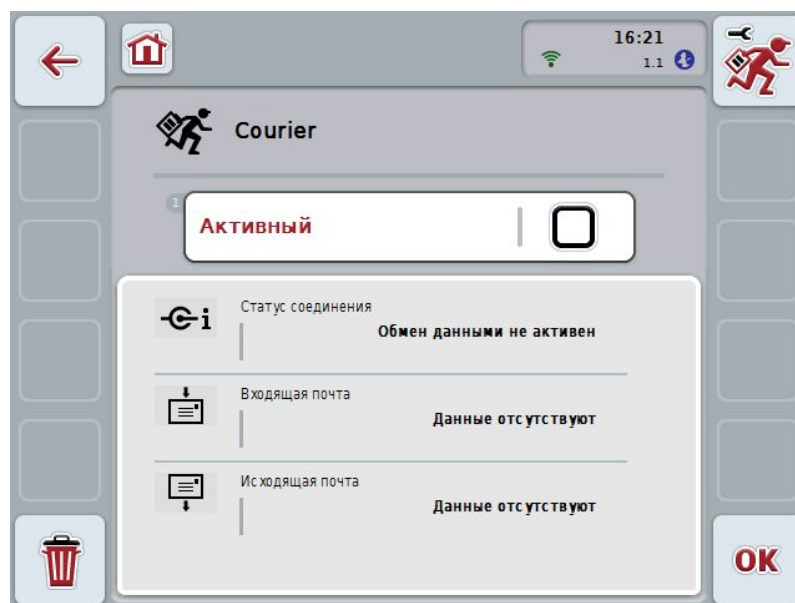 16:21
1.1
Courier
1
Активный
Статус соединения
Обмен данными не активен
Входящая почта
Данные отсутствуют
Исходящая почта
Данные отсутствуют
OK